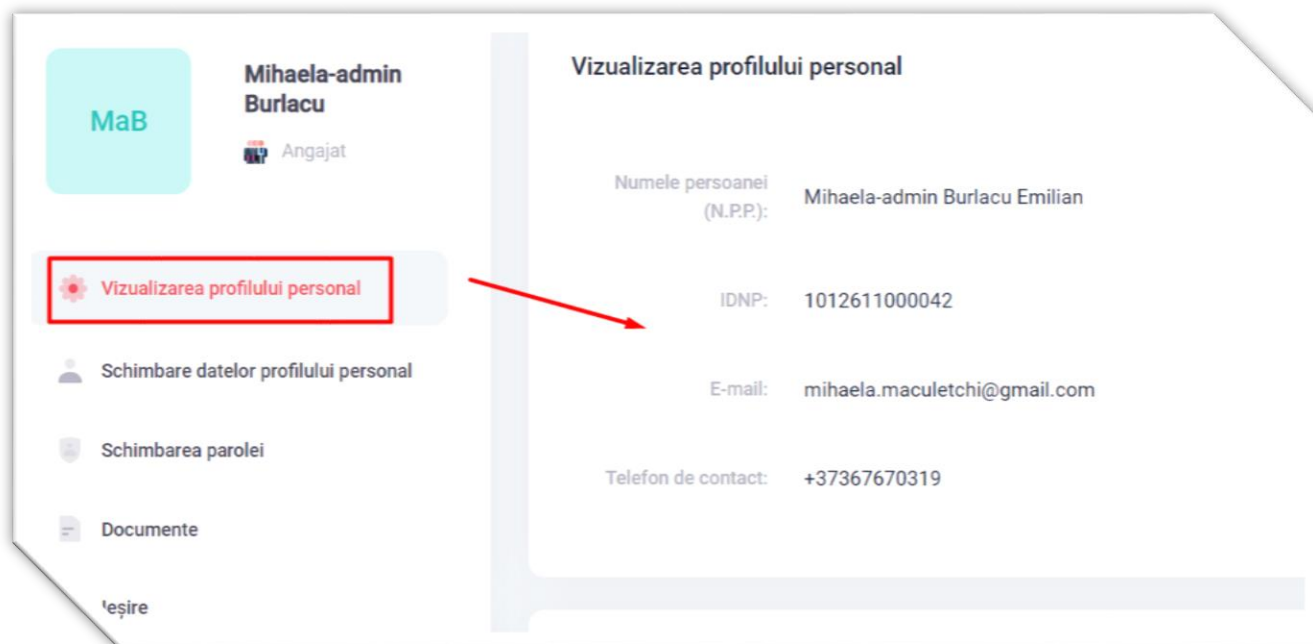 MaB
Mihaela-admin
Burlacu
Angajat
Vizualizarea profilului personal
Schimbare datelor profilului personal
Schimbarea parolei
Documente
Ieșire
Vizualizarea profilului personal
Numele persoanei
(N.P.P.):
Mihaela-admin Burlacu Emilian
IDNP:
1012611000042
E-mail:
mihaela.maculetchi@gmail.com
Telefon de contact:
+37367670319